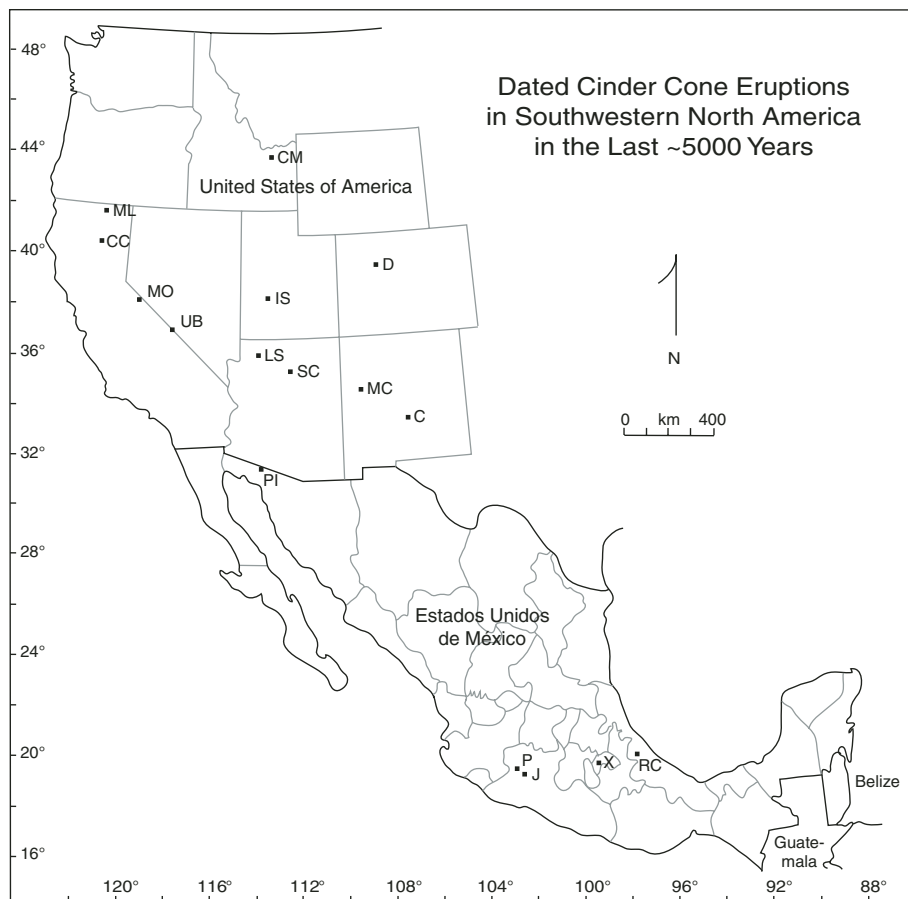 Dated Cinder Cone Eruptions
in Southwestern North America
in the Last ~5000 Years
48°
44°
40°
36°
32°
28°
24°
20°
16°
CM
United States of America
ML
CC
D
MO
IS
UB
LS
SC
MC
C
PI
N
0 km 400
Estados Unidos
de México
P
J
X
RC
Belize
Guate-
mala
120° 116° 112° 108° 104° 100° 96° 92° 88°